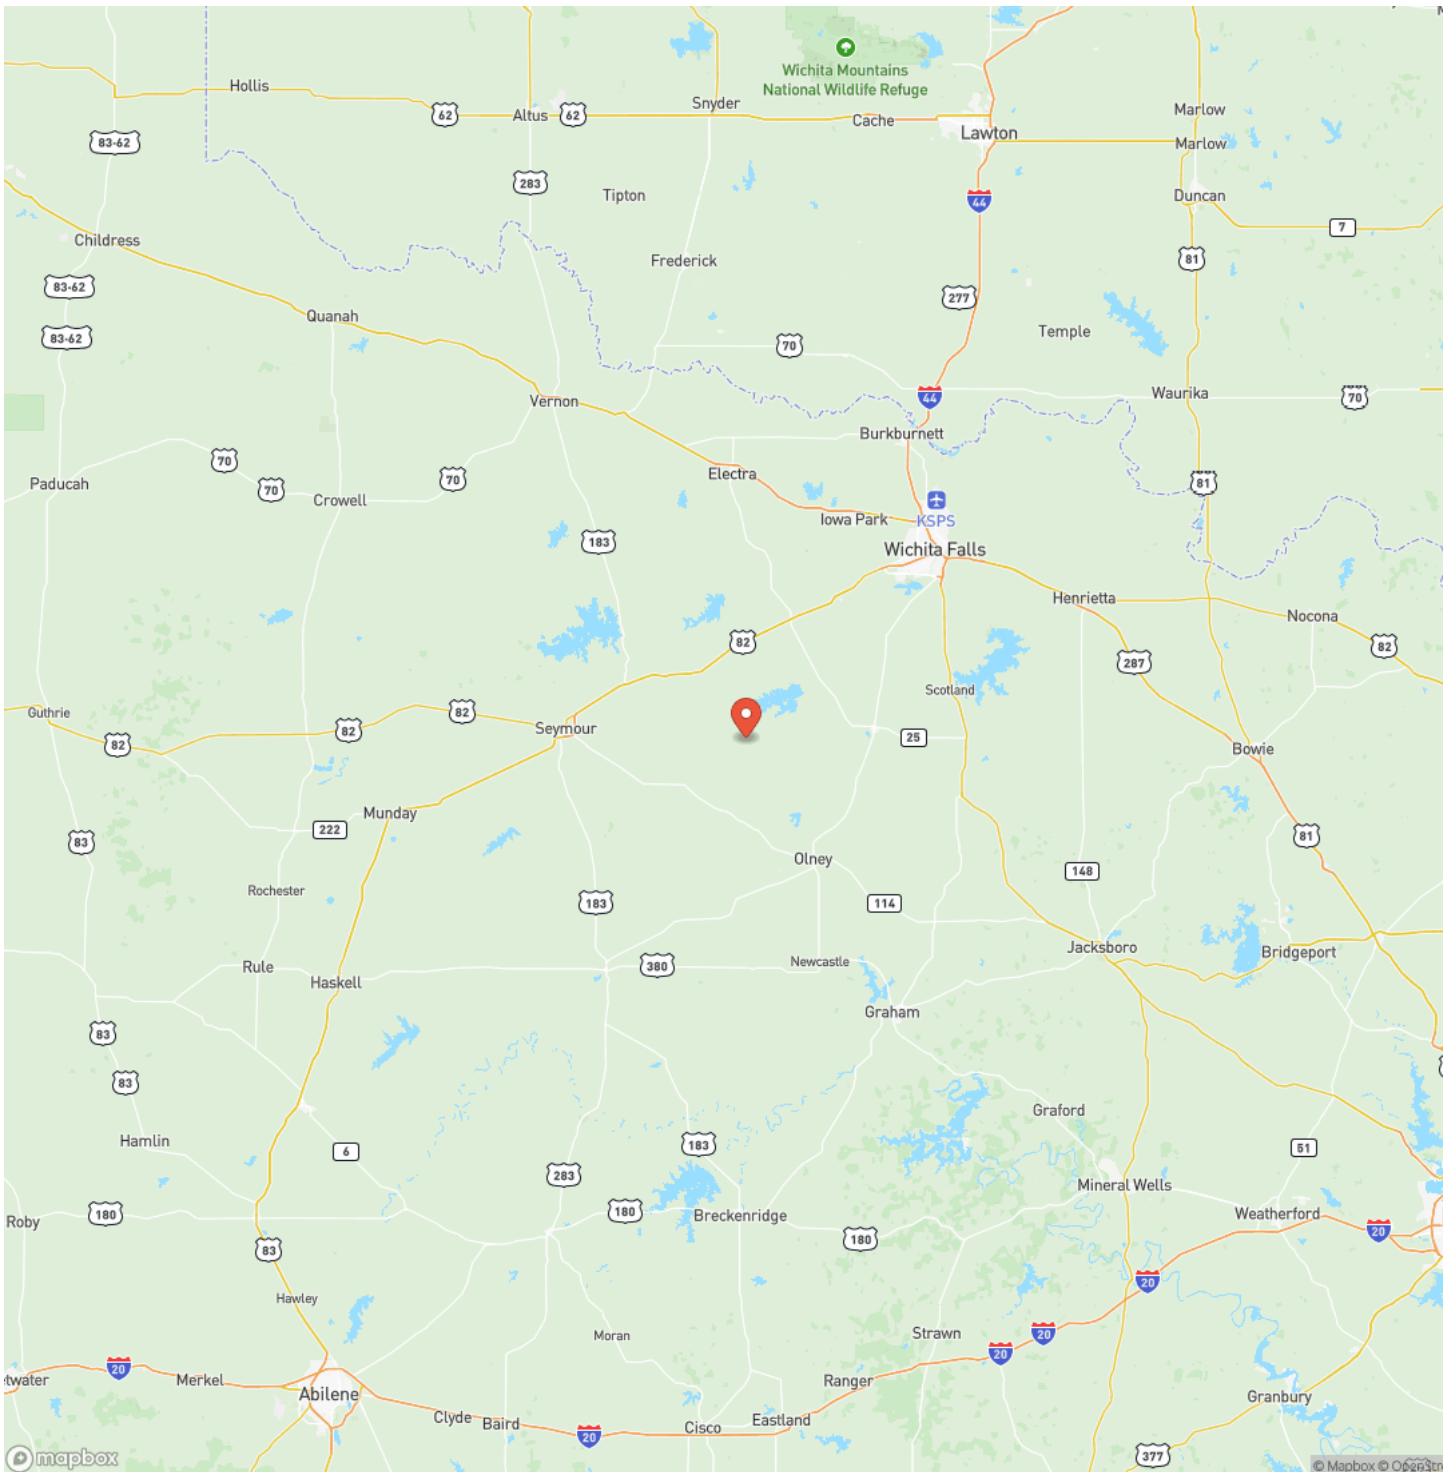 Wichita Mountains
National Wildlife Refuge
Hollis
Snyder
62
Altus
62
Cache
Marlow
83-62
Lawton
Marlow
283
Tipton
44
Duncan
7
Childress
Frederick
81
83-62
277
Quanah
83-62
70
Temple
Vernon
44
Waurika
70
Burkburnett
70
Electra
Paducah
70
70
81
Crowell
KSPS
Iowa Park
183
Wichita Falls
Henrietta
Nocona
82
82
287
Scotland
Guthrie
82
82
82
Seymour
25
Bowie
Munday
222
83
81
Olney
148
Rochester
183
114
Jacksboro
Bridgeport
Rule
380
Newcastle
Haskell
Graham
83
83
Graford
Hamlin
183
6
51
283
Mineral Wells
180
180
Roby
Breckenridge
Weatherford
180
20
83
20
Hawley
Moran
Strawn
20
20
20
etwater
Merkel
Ranger
Abilene
Granbury
Clyde
Baird
Cisco
Eastland
20
377
mapbox
© Mapbox © OpenStre